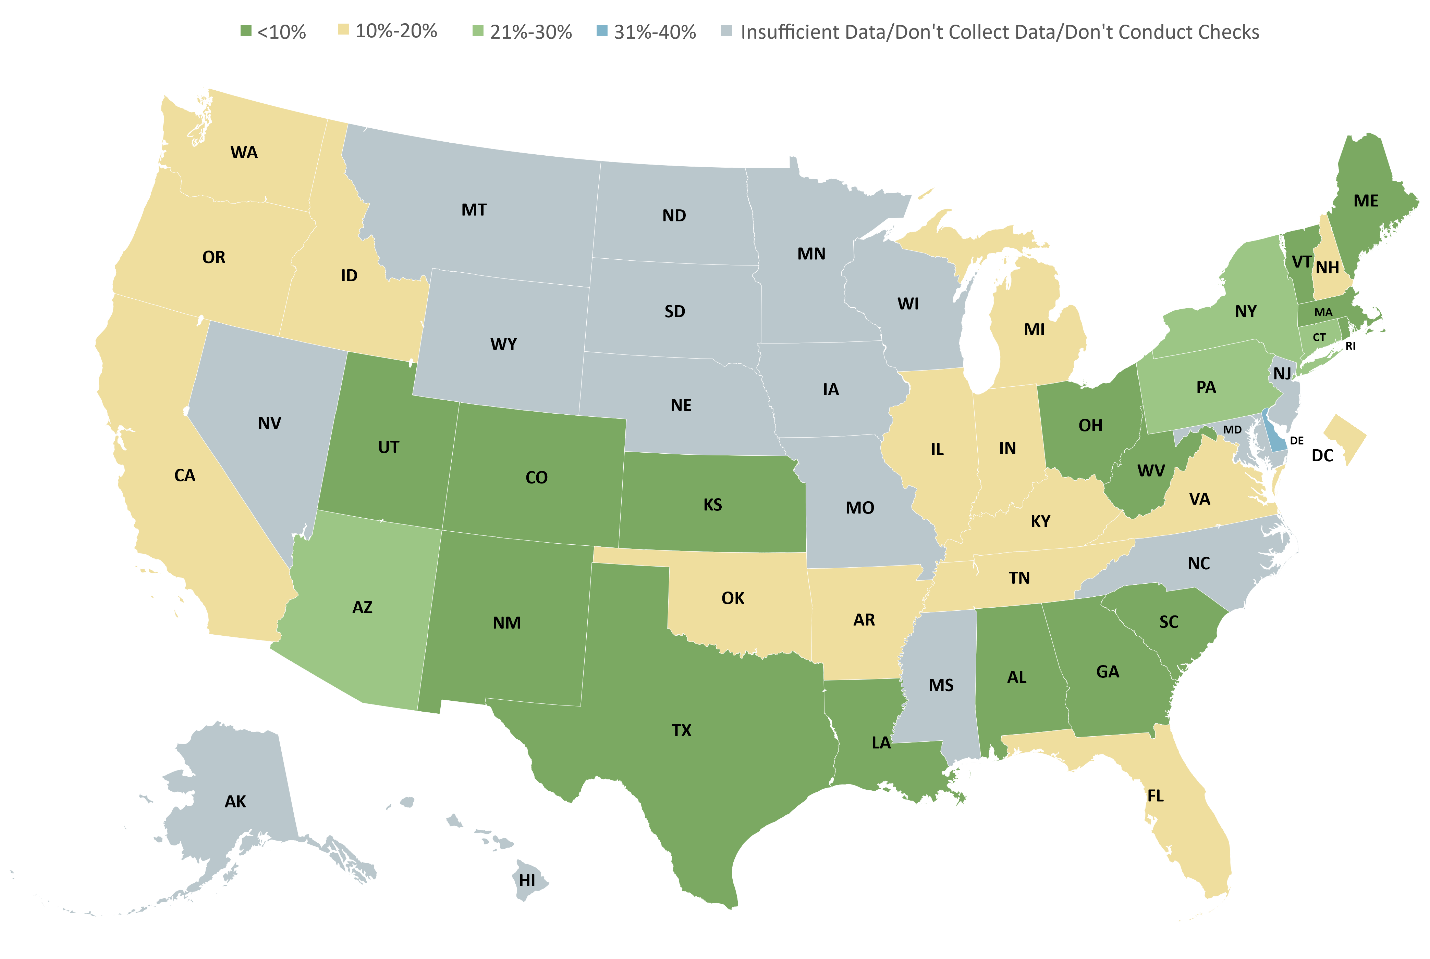 <10% 10%-20% 21%-30% 31%-40% Insufficient Data/Don't Collect Data/Don't Conduct Checks
WA
ME
MT
ND
MN
OR
VT
NH
ID
WI
SD
NY
MA
MI
CT
RI
WY
NJ
PA
IA
NE
NV
OH
MD
DE
UT
IL
IN
DC
CA
CO
WV
KS
MO
VA
KY
NC
TN
AZ
OK
NM
AR
SC
GA
AL
MS
TX
LA
FL
AK
HI